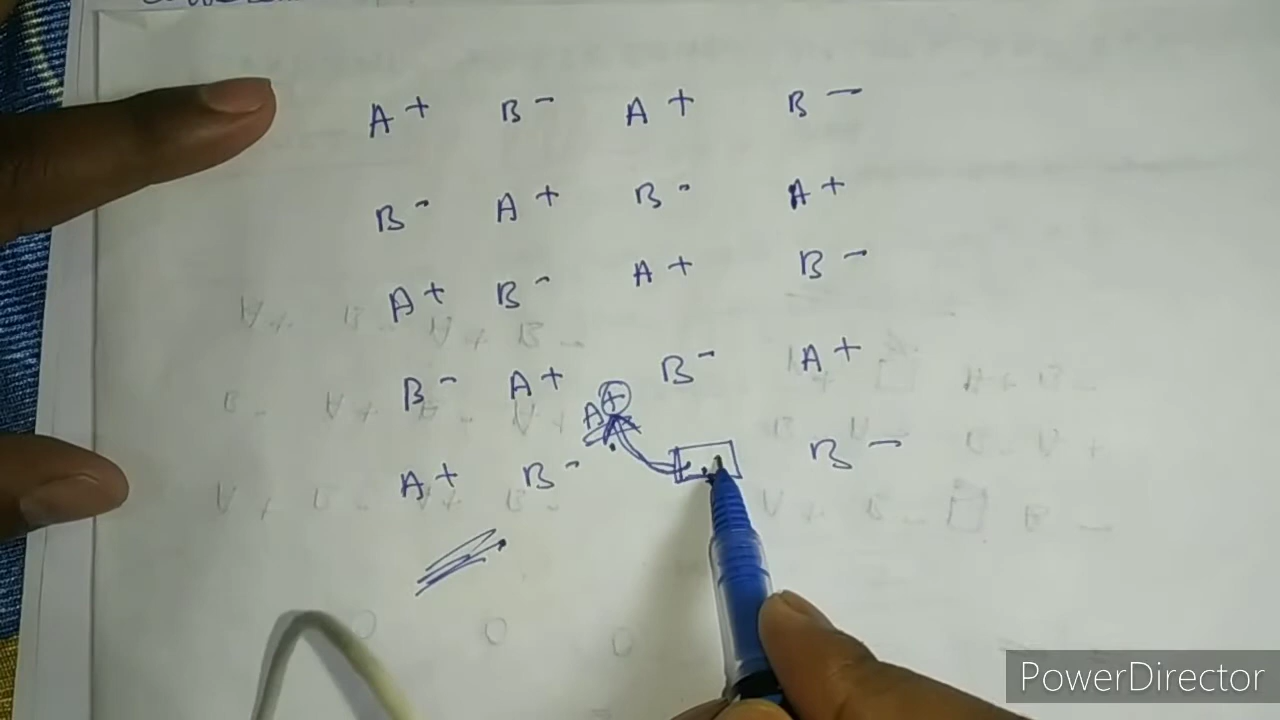 A+ B- A+ B-
B- A+ B- A+
A+ B- A+ B-
B- A+ B- A+
A+
A+ B- B-
PowerDirector